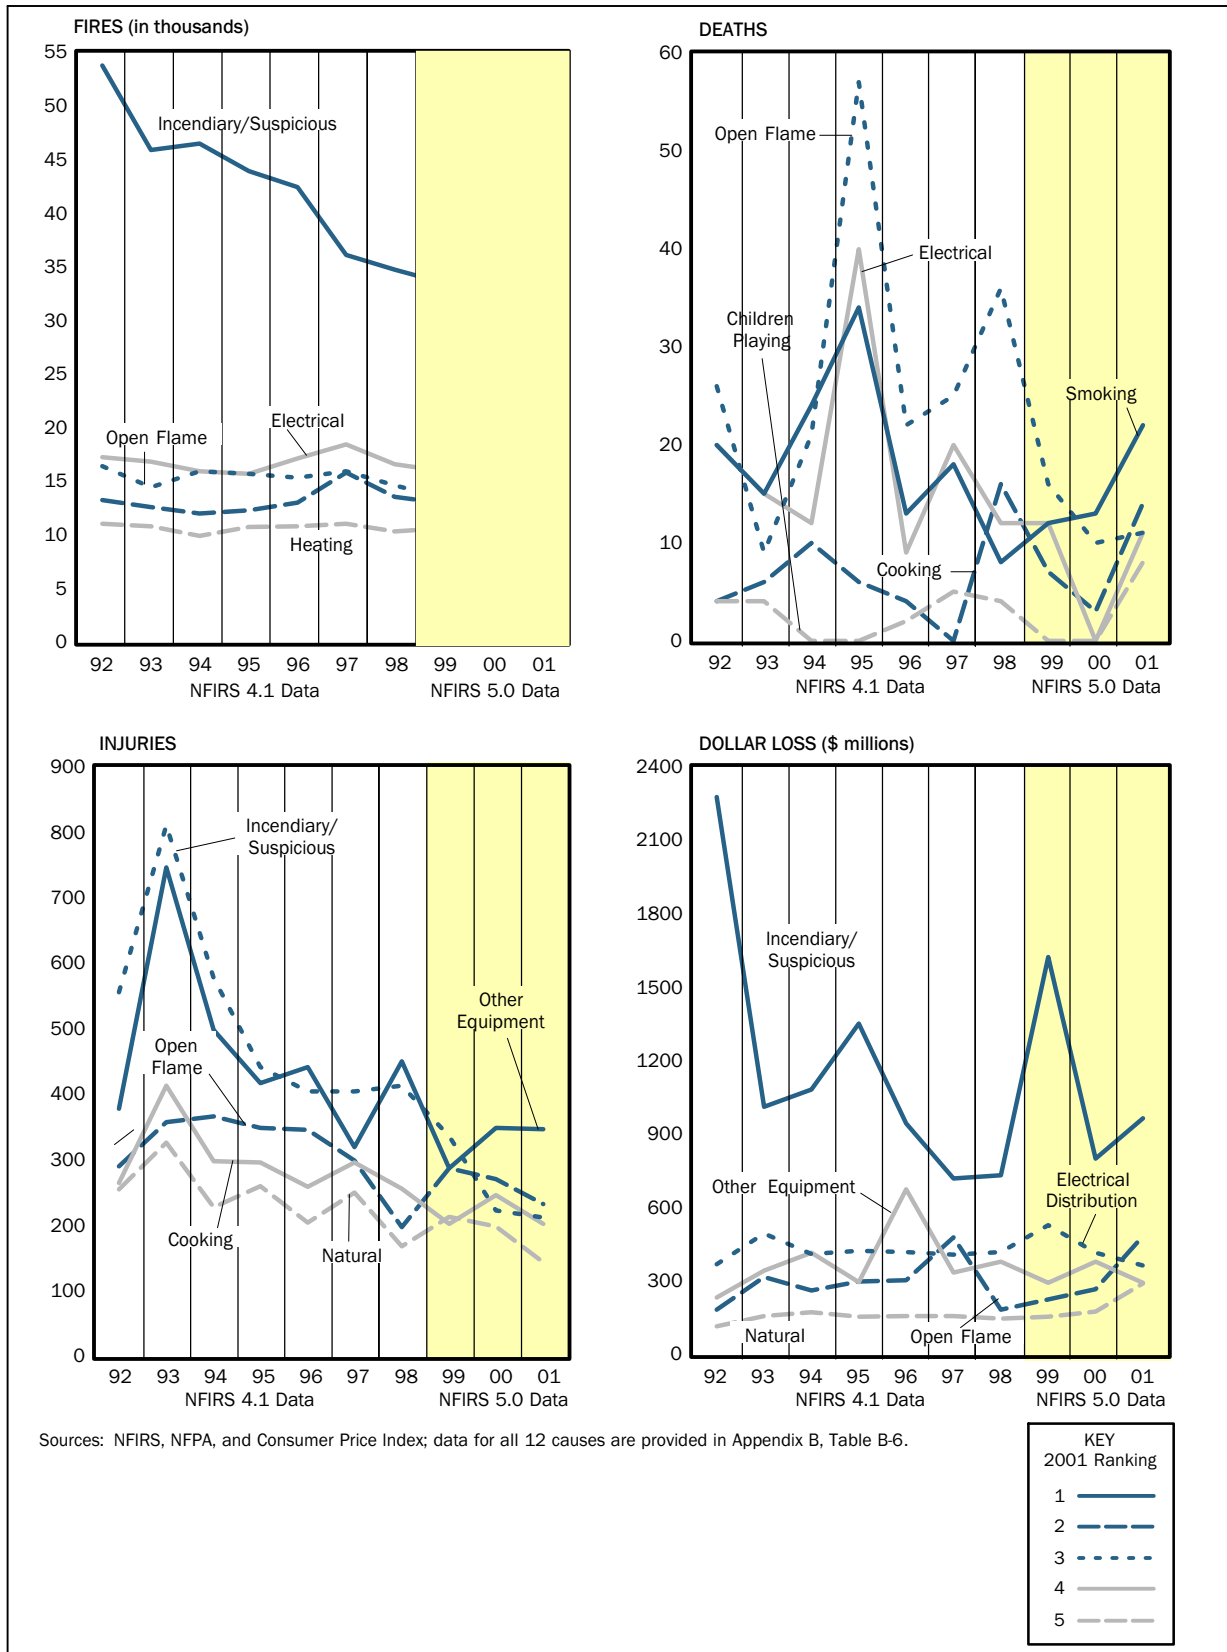 FIRES (in thousands)
55
50
45
40
35
30
25
20
15
10
5
0
Incendiary/Suspicious
Electrical
Open Flame
Heating
92 93 94 95 96 97 98 99 00 01
NFIRS 4.1 Data NFIRS 5.0 Data
DEATHS
60
50
40
30
20
10
0
Open Flame
Electrical
Children
Playing
Smoking
Cooking
92 93 94 95 96 97 98 99 00 01
NFIRS 4.1 Data NFIRS 5.0 Data
INJURIES
900
800
700
600
500
400
300
200
100
0
Incendiary/
Suspicious
Other
Equipment
Open
Flame
Cooking
Natural
92 93 94 95 96 97 98 99 00 01
NFIRS 4.1 Data NFIRS 5.0 Data
DOLLAR LOSS ($ millions)
2400
2100
1800
1500
1200
900
600
300
0
Incendiary/
Suspicious
Other Equipment
Electrical
Distribution
Natural
Open Flame
92 93 94 95 96 97 98 99 00 01
NFIRS 4.1 Data NFIRS 5.0 Data
Sources: NFIRS, NFPA, and Consumer Price Index; data for all 12 causes are provided in Appendix B, Table B-6.
KEY
2001 Ranking
1
2
3
4
5